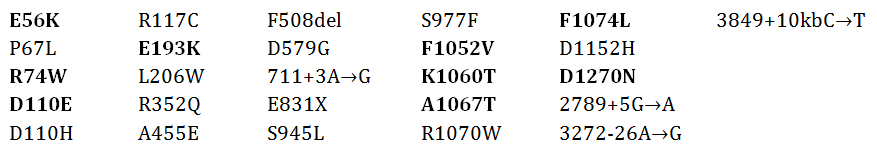 E56K R117C F508del S977F F1074L 3849+10kbC→T
P67L E193K D579G F1052V D1152H
R74W L206W 711+3A→G K1060T D1270N
D110E R352Q E831X A1067T 2789+5G→A
D110H A455E S945L R1070W 3272-26A→G